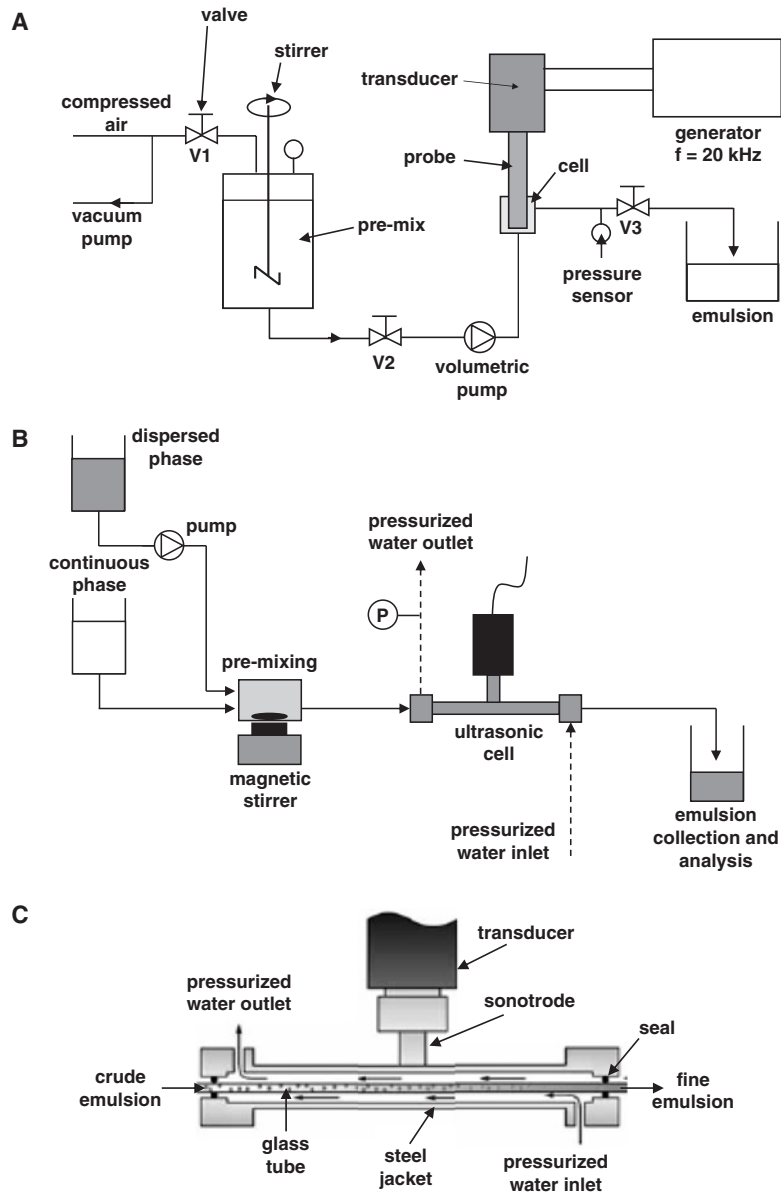 A
valve
stirrer
compressed
air
V1
vacuum
pump
pre-mix
transducer
probe
cell
generator
f = 20 kHz
V3
pressure
sensor
emulsion
V2
volumetric
pump
B
dispersed
phase
pump
continuous
phase
pre-mixing
magnetic
stirrer
pressurized
water outlet
P
ultrasonic
cell
pressurized
water inlet
emulsion
collection and
analysis
C
transducer
pressurized
water outlet
sonotrode
seal
crude
emulsion
fine
emulsion
glass
tube
steel
jacket
pressurized
water inlet